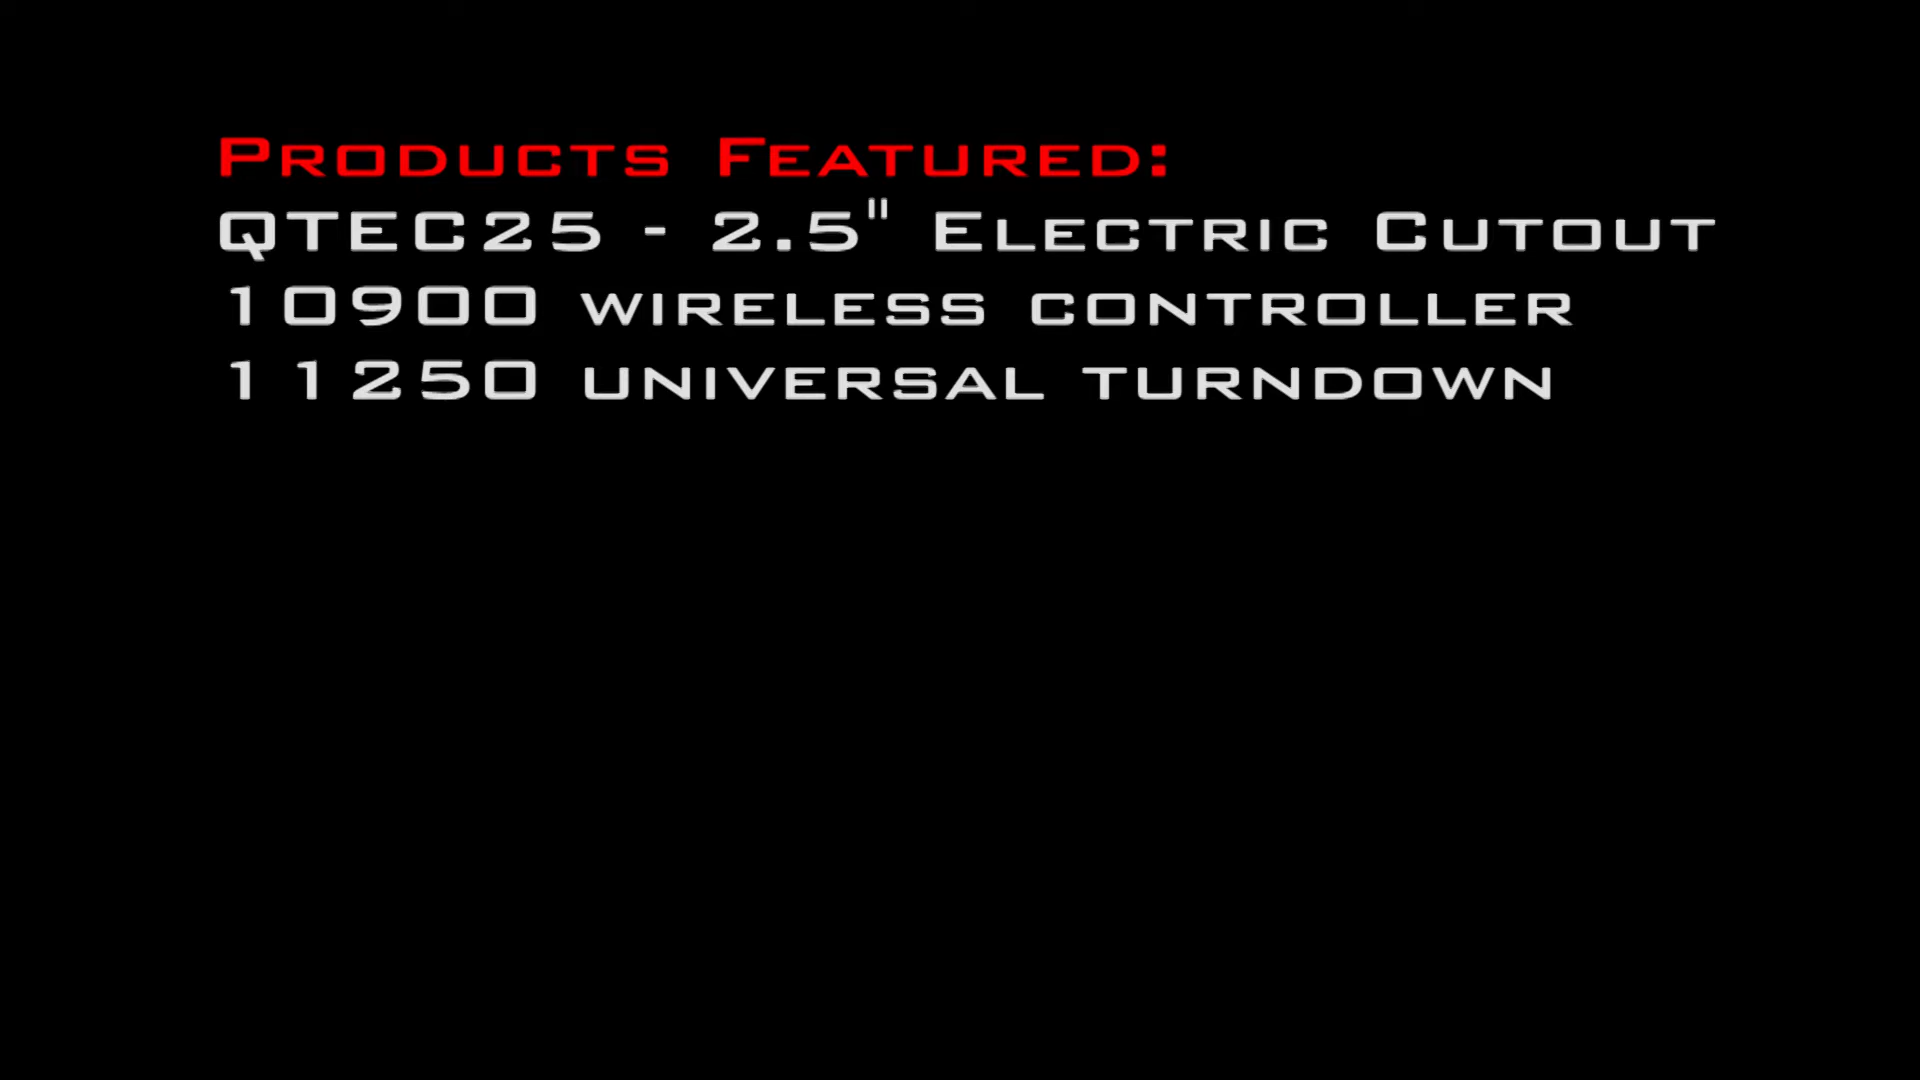 Products Featured:
QTEC25 - 2.5" Electric Cutout
10900 wireless controller
11250 universal turndown